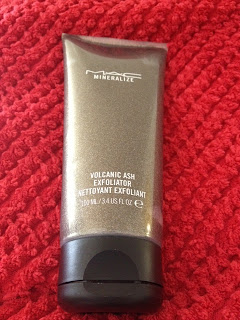 MAC
MINERALIZE
VOLCANIC ASH
EXFOLIATOR
NETTOYANT EXFOLIANT
100 ML / 3.4 US FL OZ ℮